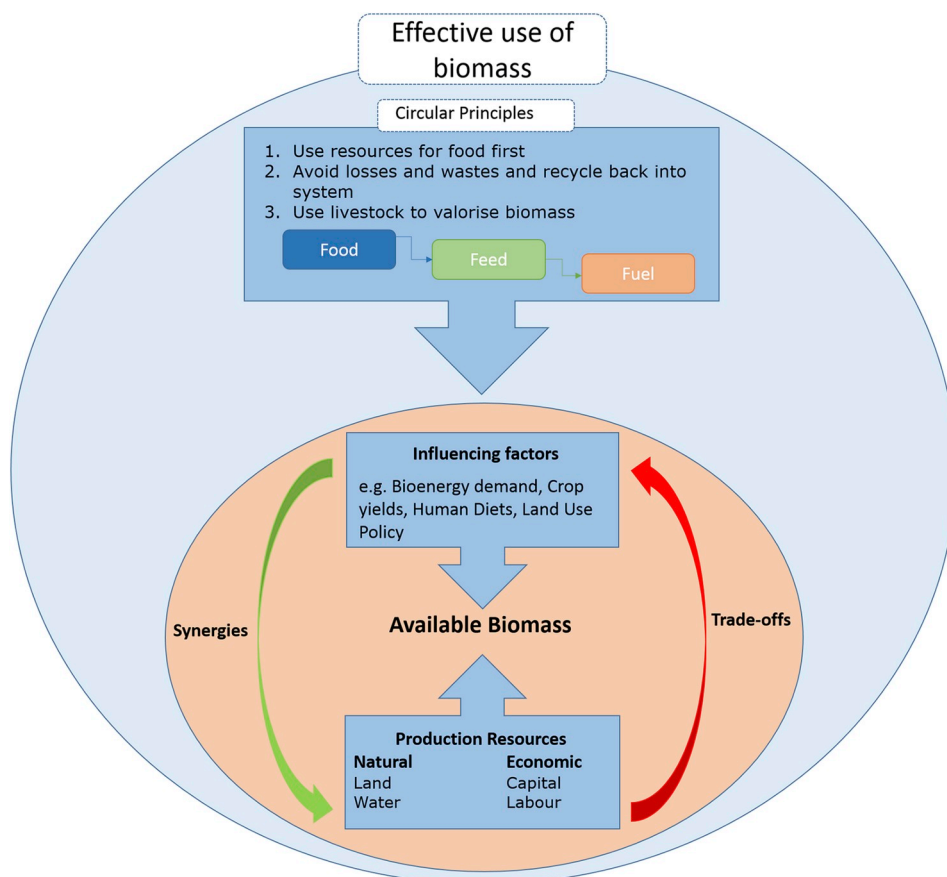 Effective use of
biomass
Circular Principles
1. Use resources for food first
2. Avoid losses and wastes and recycle back into
system
3. Use livestock to valorise biomass
Food
Feed
Fuel
Influencing factors
e.g. Bioenergy demand, Crop
yields, Human Diets, Land Use
Policy
Synergies
Available Biomass
Trade-offs
Production Resources
Natural Economic
Land Capital
Water Labour